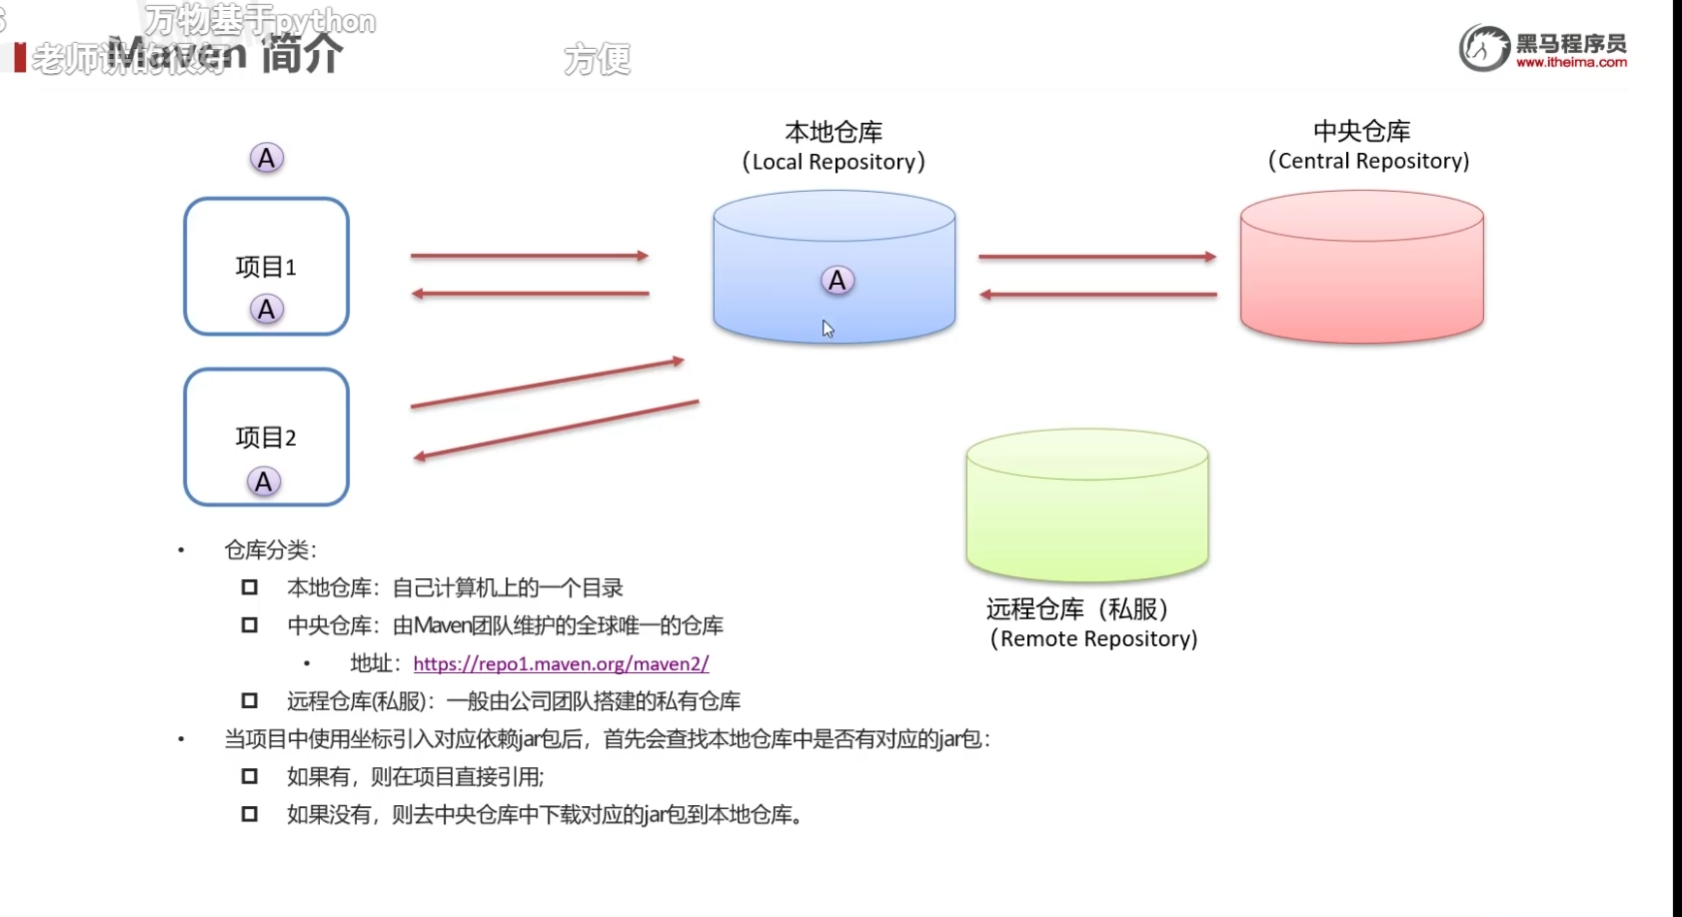 万物基于python
老师讲的很好
Maven 简介
方便
黑马程序员
www.itheima.com
A
项目1
A
项目2
A
本地仓库
（Local Repository）
A
中央仓库
（Central Repository)
远程仓库（私服）
（Remote Repository)
• 仓库分类：
本地仓库：自己计算机上的一个目录
中央仓库：由Maven团队维护的全球唯一的仓库
• 地址：https://repo1.maven.org/maven2/
远程仓库(私服)：一般由公司团队搭建的私有仓库
• 当项目中使用坐标引入对应依赖jar包后，首先会查找本地仓库中是否有对应的jar包：
如果有，则在项目直接引用;
如果没有，则去中央仓库中下载对应的jar包到本地仓库。